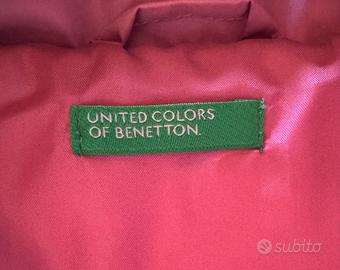 UNITED COLORS
OF BENETTON.
subito